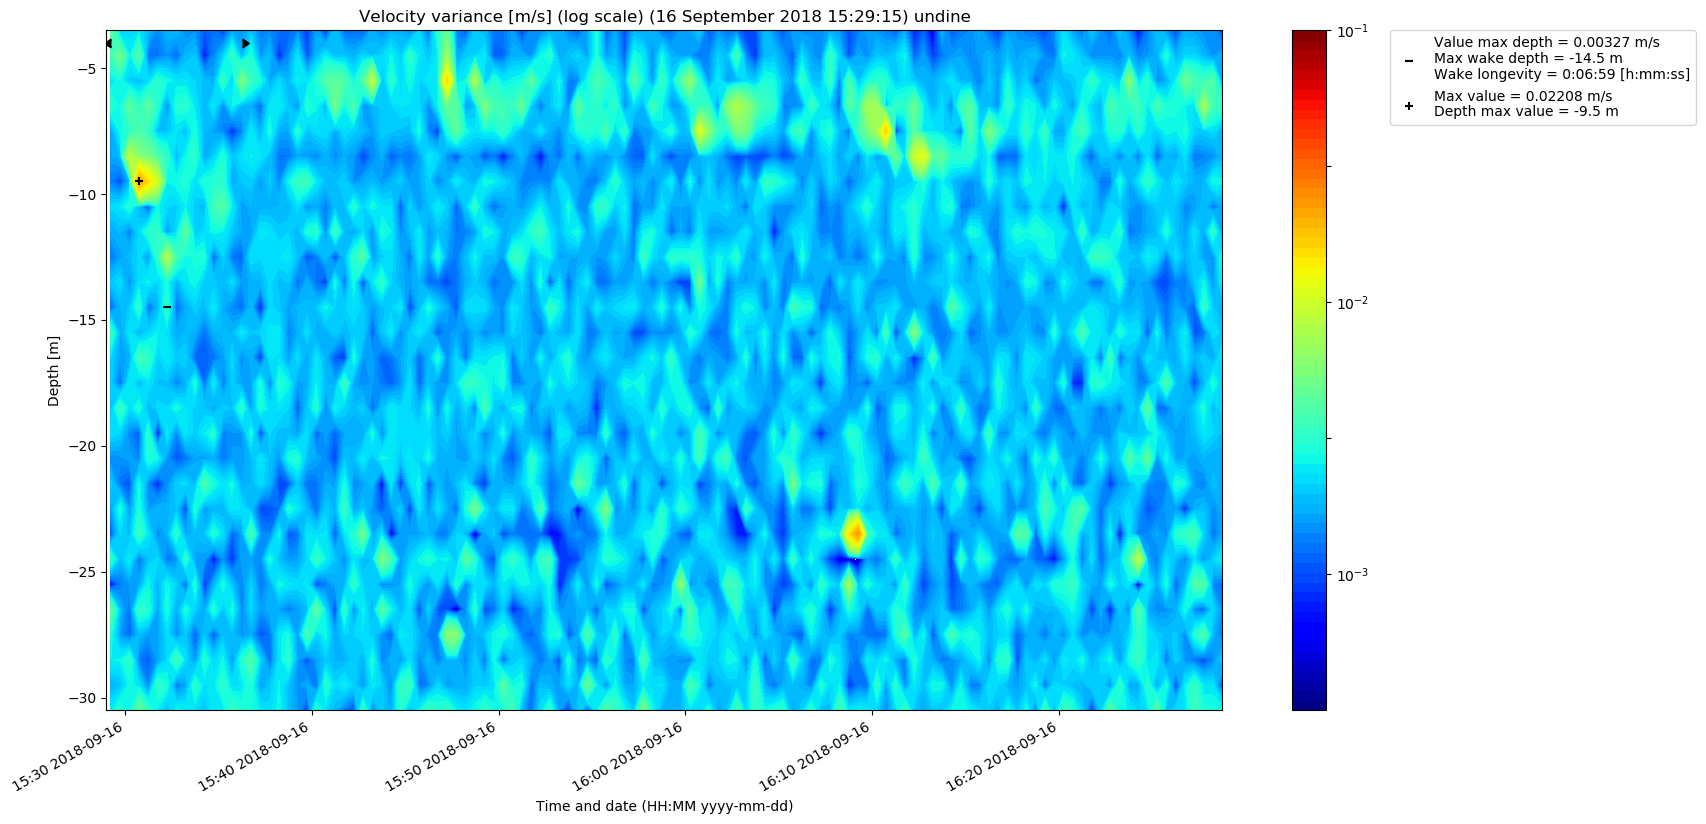 Velocity variance [m/s] (log scale) (16 September 2018 15:29:15) undine
Value max depth = 0.00327 m/s
Max wake depth = -14.5 m
Wake longevity = 0:06:59 [h:mm:ss]
Max value = 0.02208 m/s
Depth max value = -9.5 m
10⁻¹
10⁻²
10⁻³
Depth [m]
−5
−10
−15
−20
−25
−30
15:30 2018-09-16
15:40 2018-09-16
15:50 2018-09-16
16:00 2018-09-16
16:10 2018-09-16
16:20 2018-09-16
Time and date (HH:MM yyyy-mm-dd)